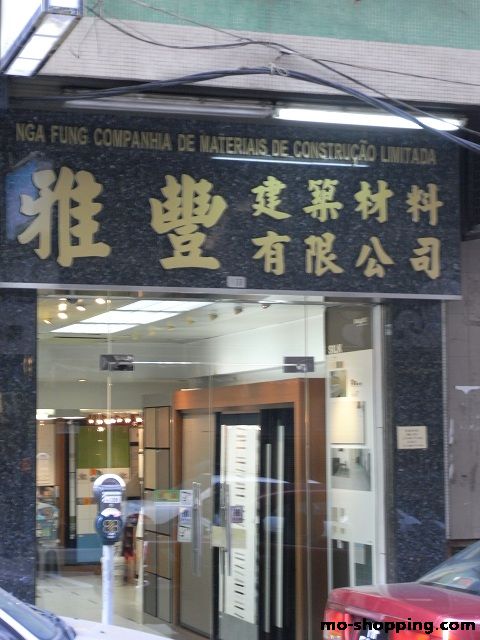 NGA FUNG COMPANHIA DE MATERIAIS DE CONSTRUÇÃO LIMITADA
雅豐
建築材料
有限公司
mo-shopping.com